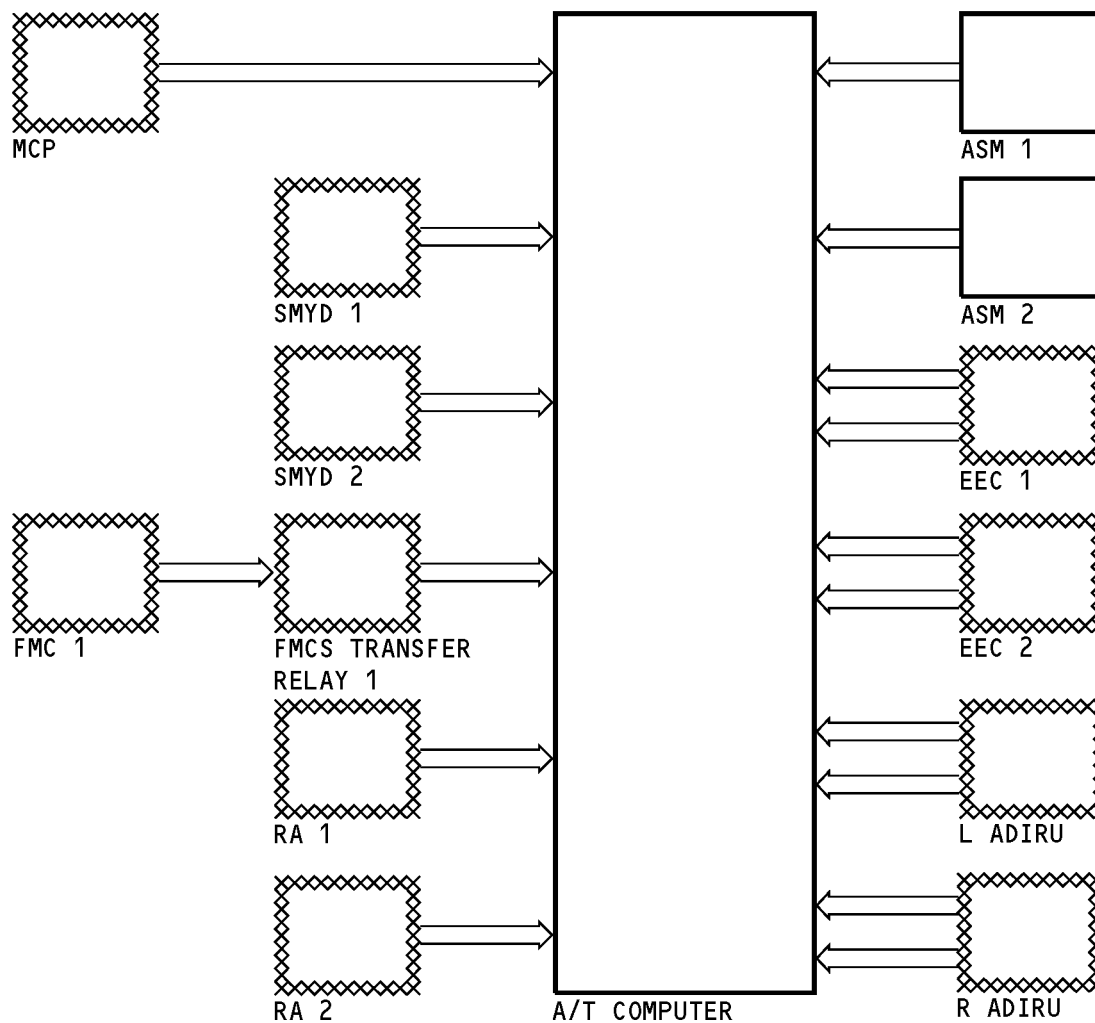 MCP
ASM 1
SMYD 1
ASM 2
SMYD 2
EEC 1
FMC 1
FMCS TRANSFER
RELAY 1
EEC 2
RA 1
L ADIRU
RA 2
A/T COMPUTER
R ADIRU